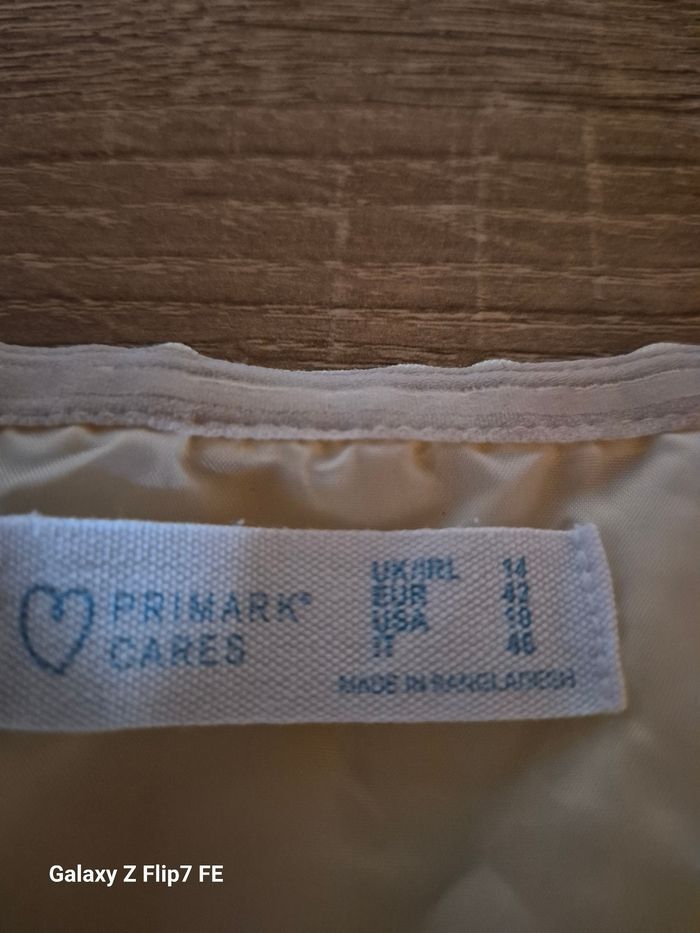 PRIMARK®
CARES
UK/IRL 14
EUR 42
USA 10
IT 46
MADE IN BANGLADESH
Galaxy Z Flip7 FE